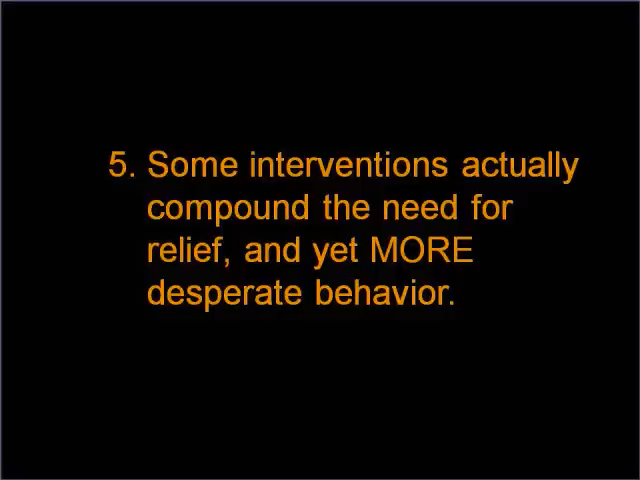 5. Some interventions actually
compound the need for
relief, and yet MORE
desperate behavior.